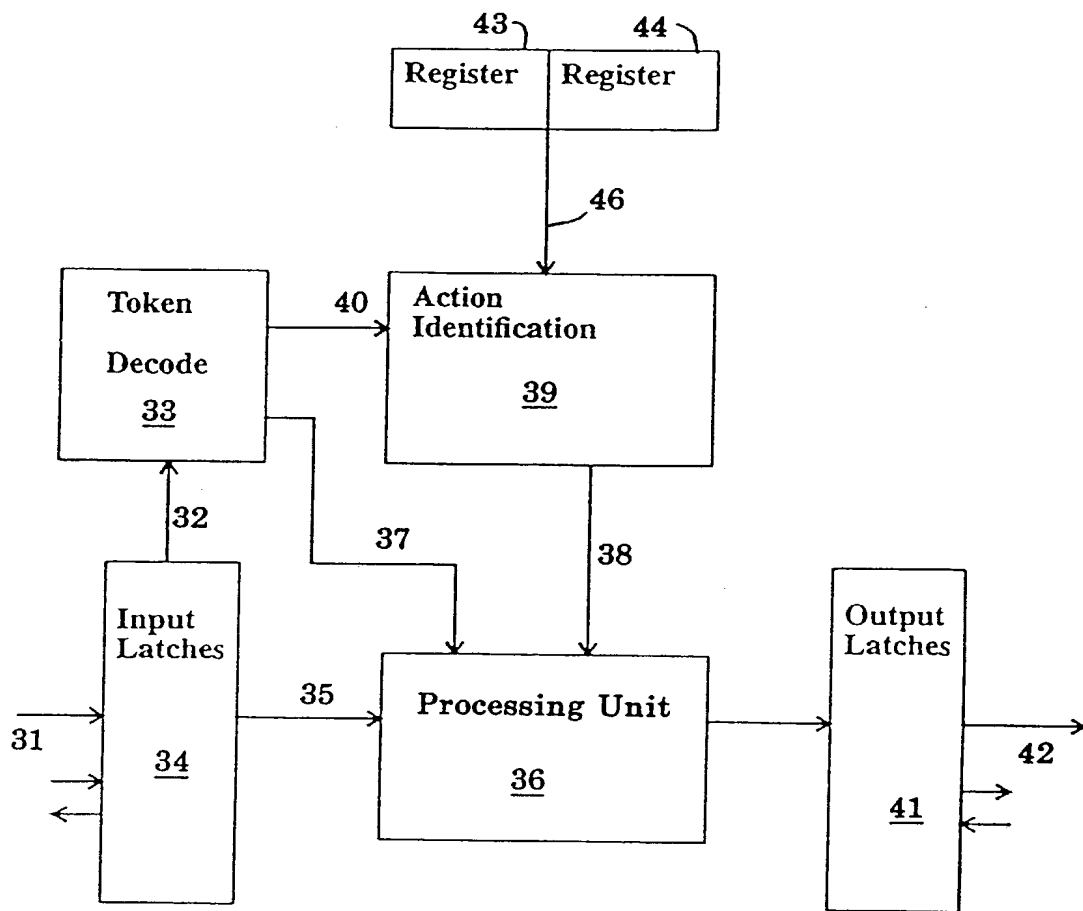 43
44
Register
Register
46
Token
Decode
33
40
Action
Identification
39
32
37
38
Input
Latches
34
31
35
Processing Unit
36
Output
Latches
41
42